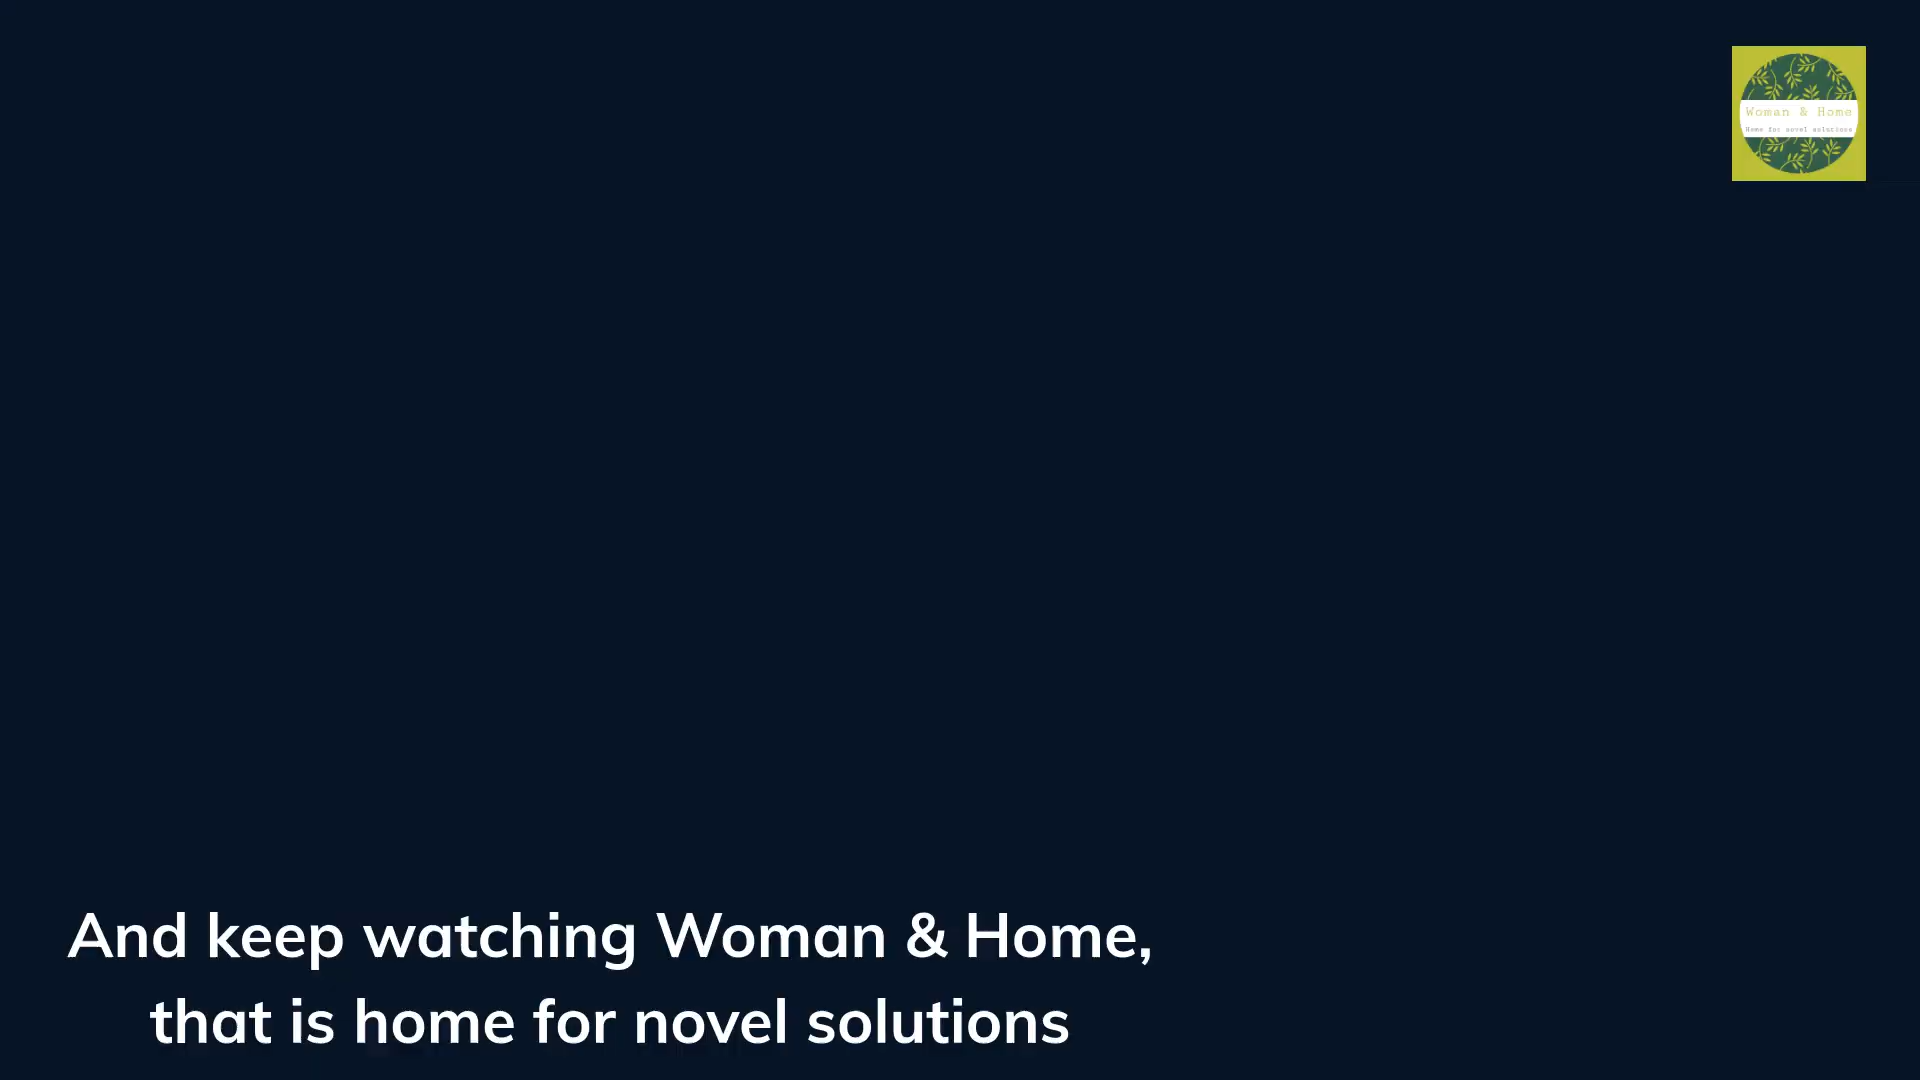 Woman & Home
Home for novel solutions
And keep watching Woman & Home,
that is home for novel solutions